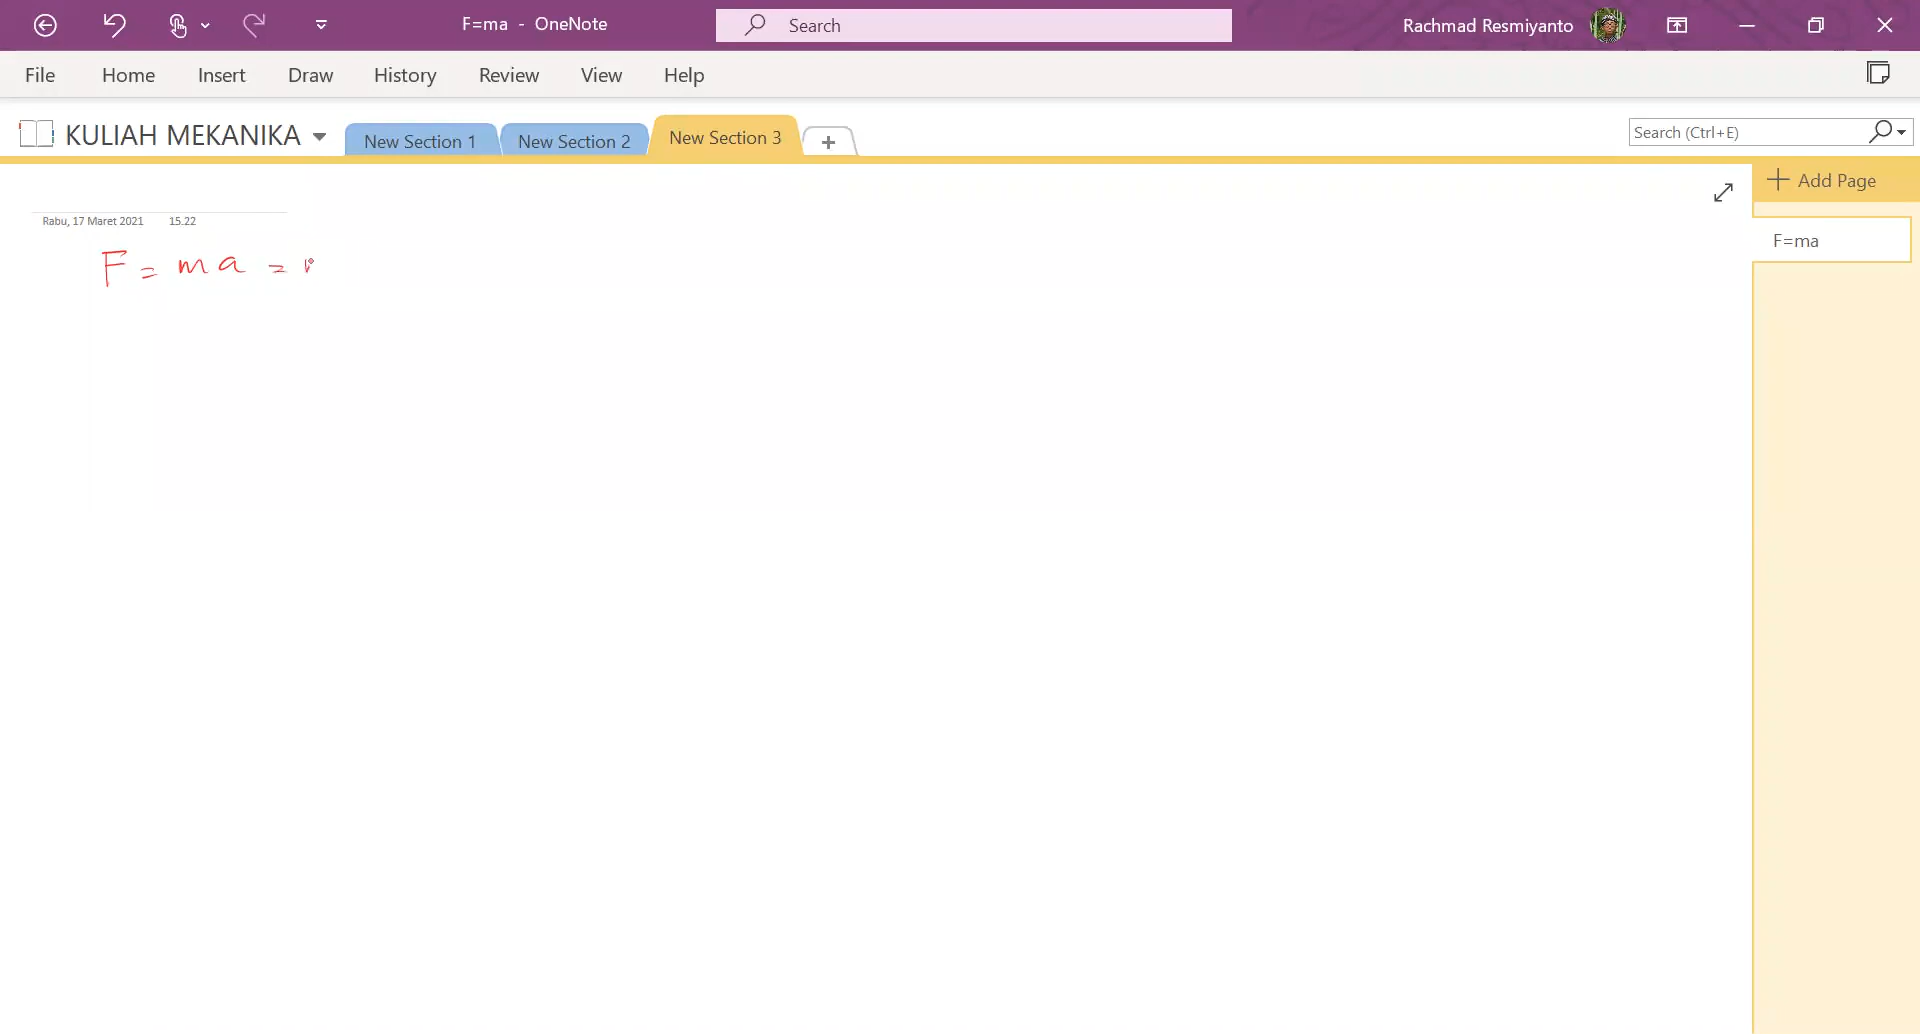 F=ma - OneNote
Search
Rachmad Resmiyanto
File Home Insert Draw History Review View Help
KULIAH MEKANIKA
New Section 1
New Section 2
New Section 3
+
Search (Ctrl+E)
Add Page
F=ma
Rabu, 17 Maret 2021 15.22
F = ma =